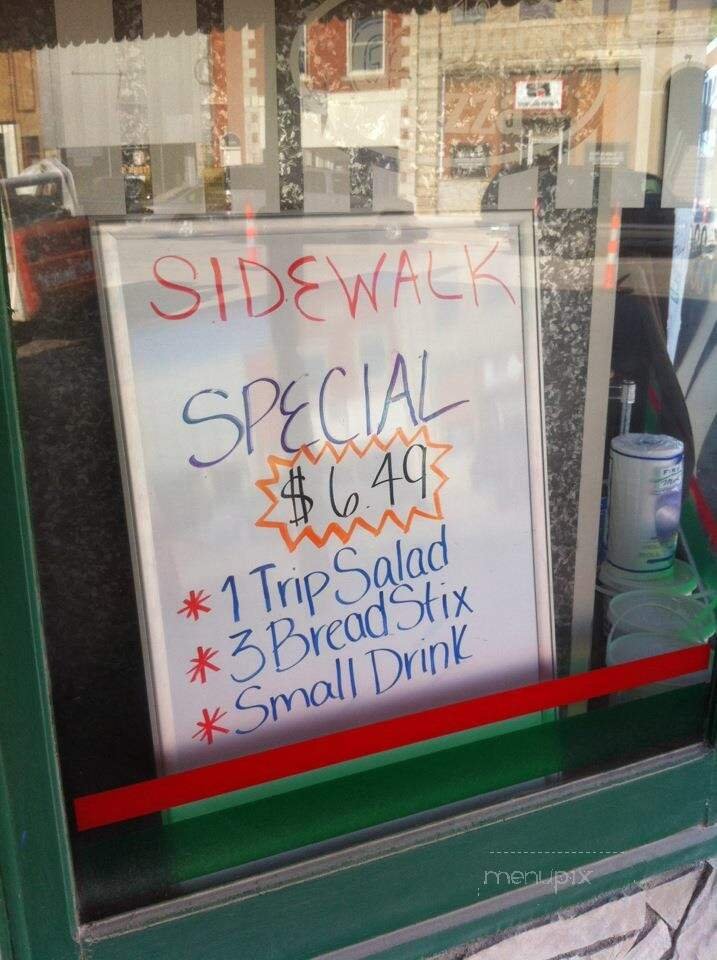 SIDEWALK
SPECIAL
$6.49
* 1 Trip Salad
* 3 Bread Stix
* Small Drink
menupix